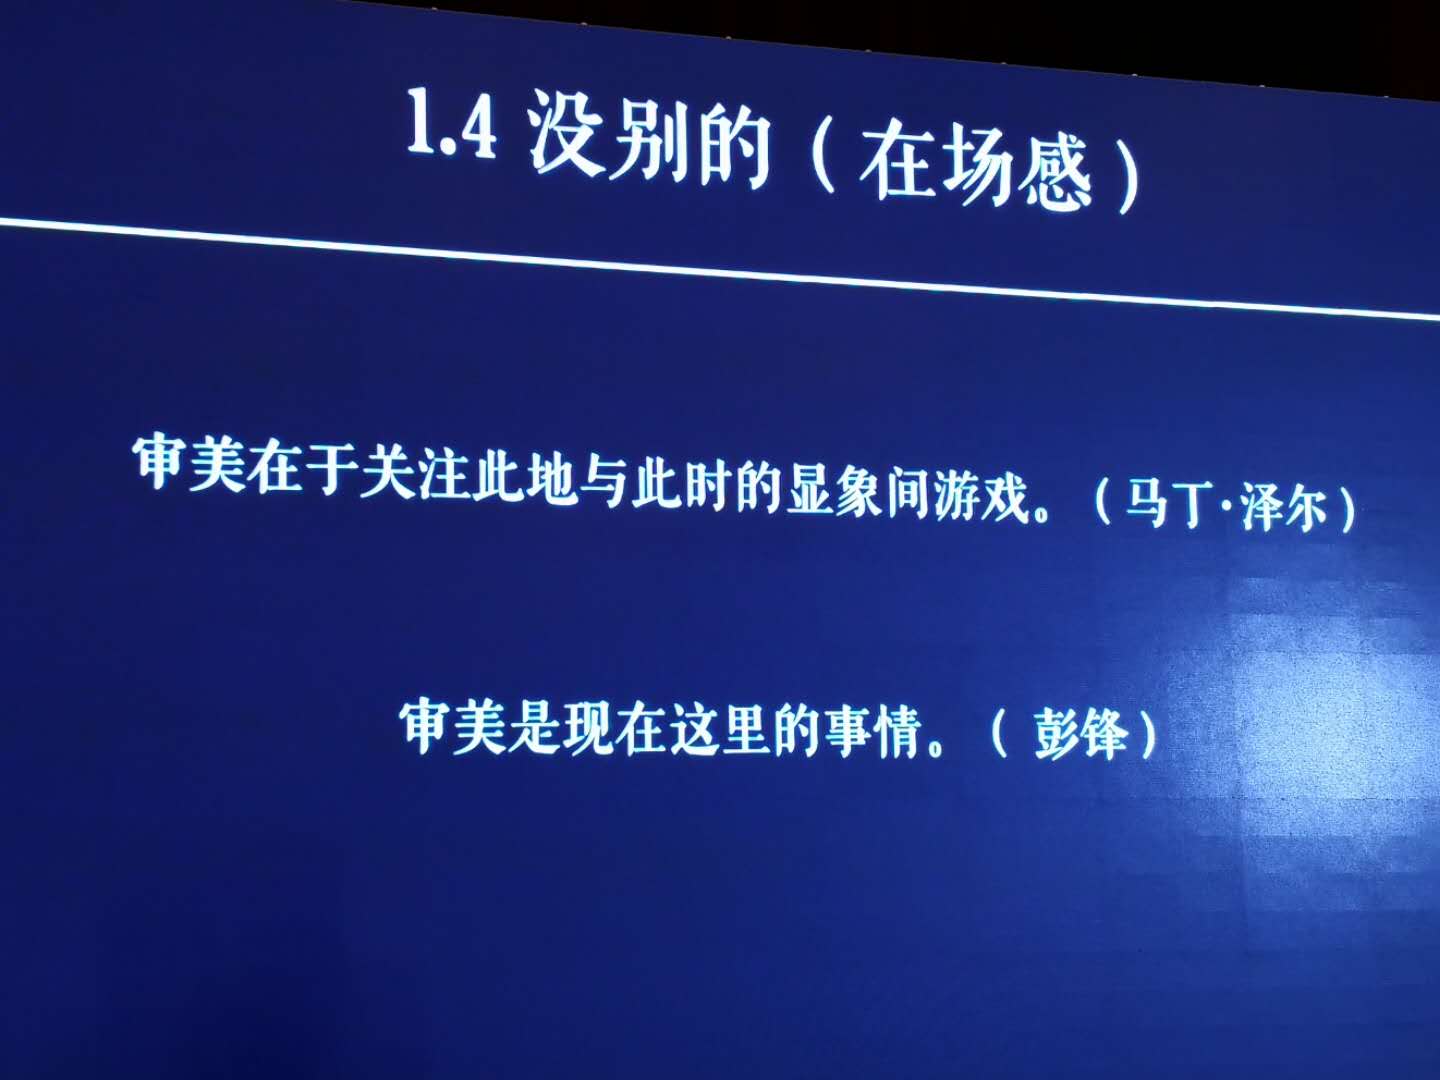 1.4 没别的（在场感）
审美在于关注此地与此时的显象间游戏。（马丁·泽尔）
审美是现在这里的事情。（ 彭锋）